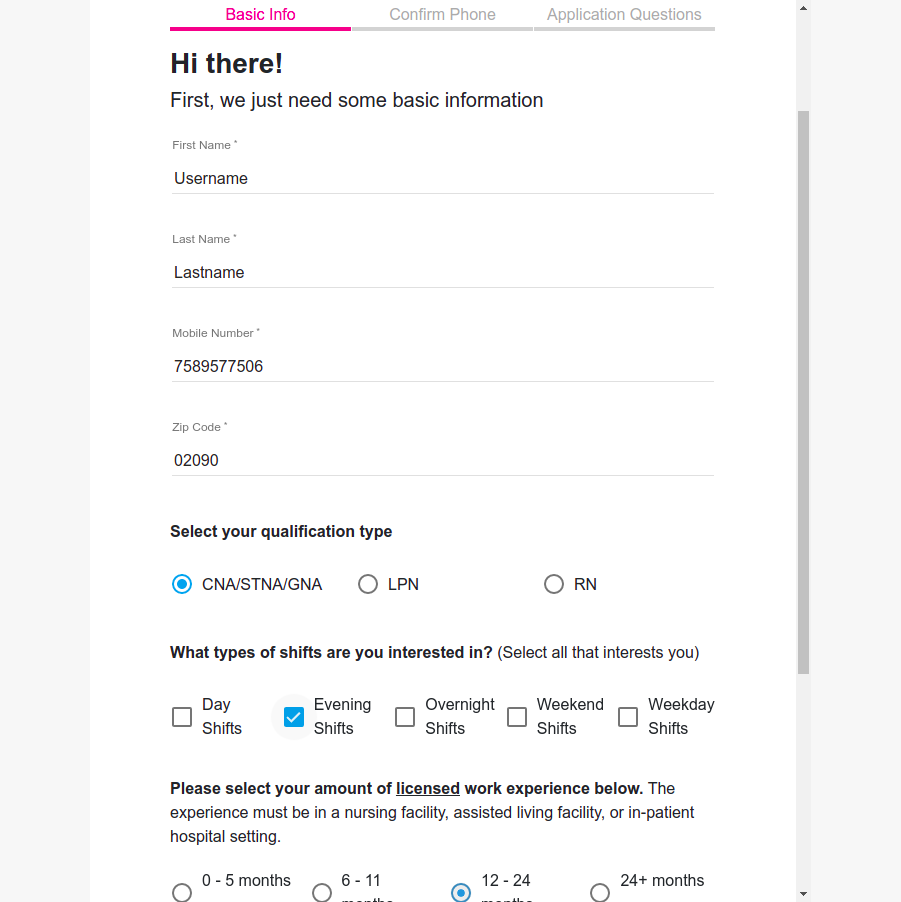 Basic Info Confirm Phone Application Questions
Hi there!
First, we just need some basic information
First Name *
Username
Last Name *
Lastname
Mobile Number *
7589577506
Zip Code *
02090
Select your qualification type
CNA/STNA/GNA LPN RN
What types of shifts are you interested in? (Select all that interests you)
Day Evening Overnight Weekend Weekday
Shifts Shifts Shifts Shifts Shifts
Please select your amount of licensed work experience below. The
experience must be in a nursing facility, assisted living facility, or in-patient
hospital setting.
0 - 5 months 6 - 11 12 - 24 24+ months
months months